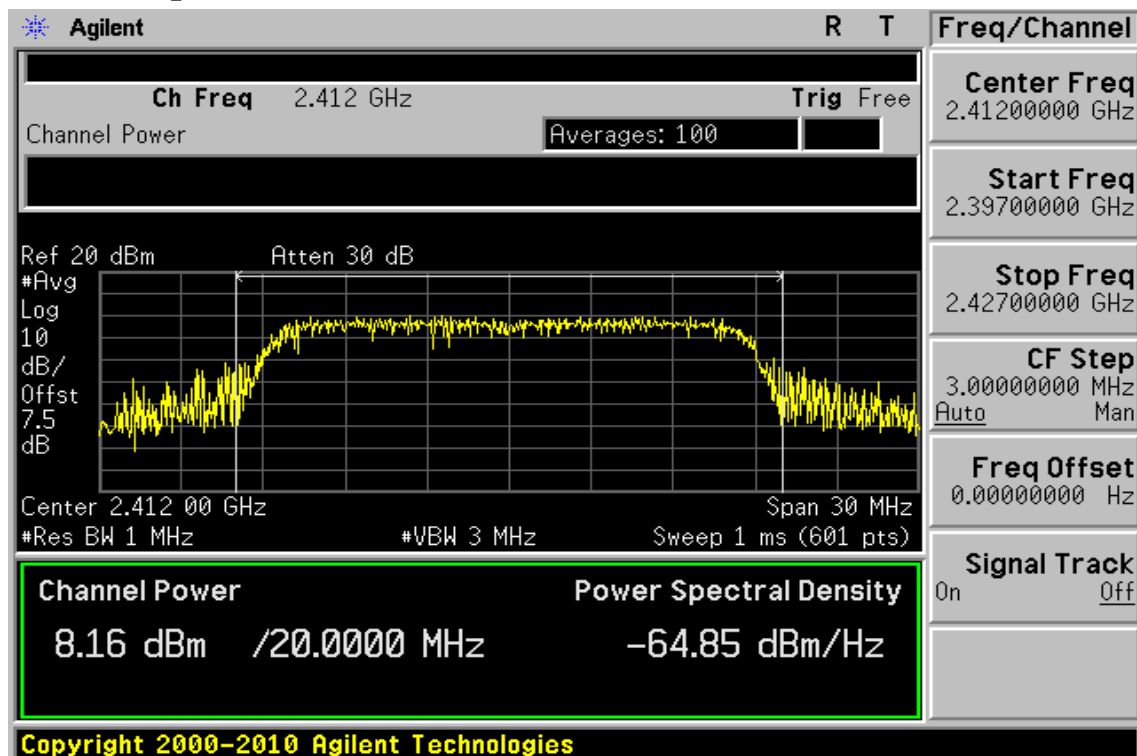 Agilent R T Freq/Channel
Ch Freq 2.412 GHz Trig Free
Channel Power Averages: 100
Center Freq
2.41200000 GHz
Start Freq
2.39700000 GHz
Stop Freq
2.42700000 GHz
CF Step
3.00000000 MHz
Auto Man
Freq Offset
0.00000000 Hz
Signal Track
On Off
Ref 20 dBm Atten 30 dB
#Avg
Log
10
dB/
Offst
7.5
dB
Center 2.412 00 GHz Span 30 MHz
#Res BW 1 MHz #VBW 3 MHz Sweep 1 ms (601 pts)
Channel Power Power Spectral Density
8.16 dBm /20.0000 MHz -64.85 dBm/Hz
Copyright 2000-2010 Agilent Technologies